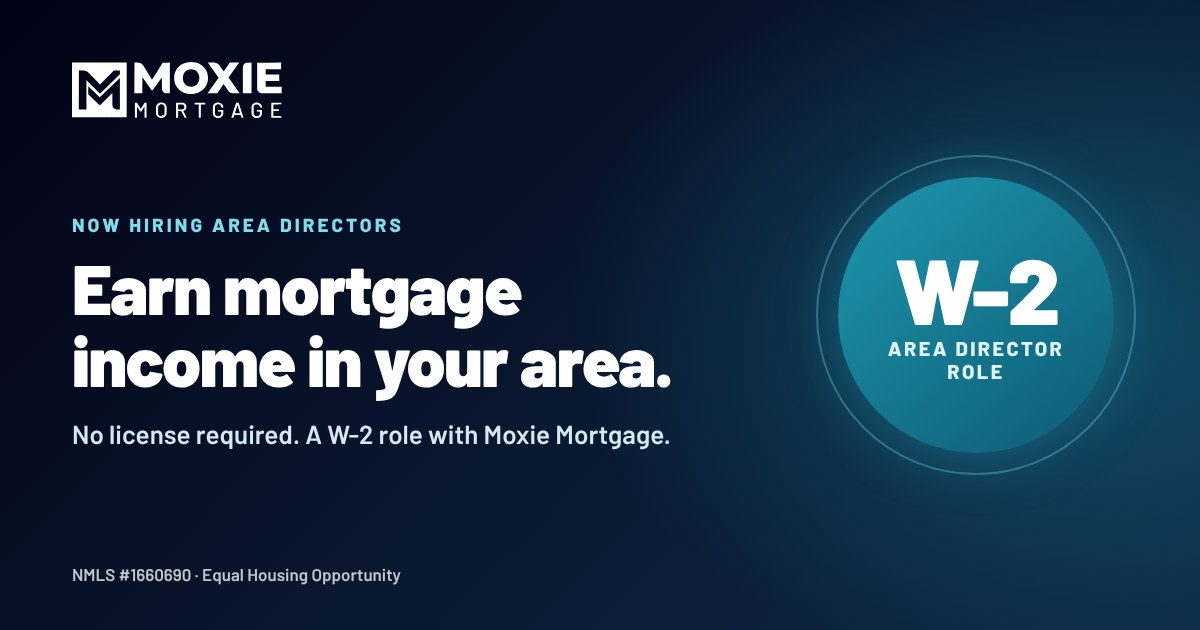 MOXIE
MORTGAGE
NOW HIRING AREA DIRECTORS
Earn mortgage
income in your area.
No license required. A W-2 role with Moxie Mortgage.
W-2
AREA DIRECTOR
ROLE
NMLS #1660690 · Equal Housing Opportunity